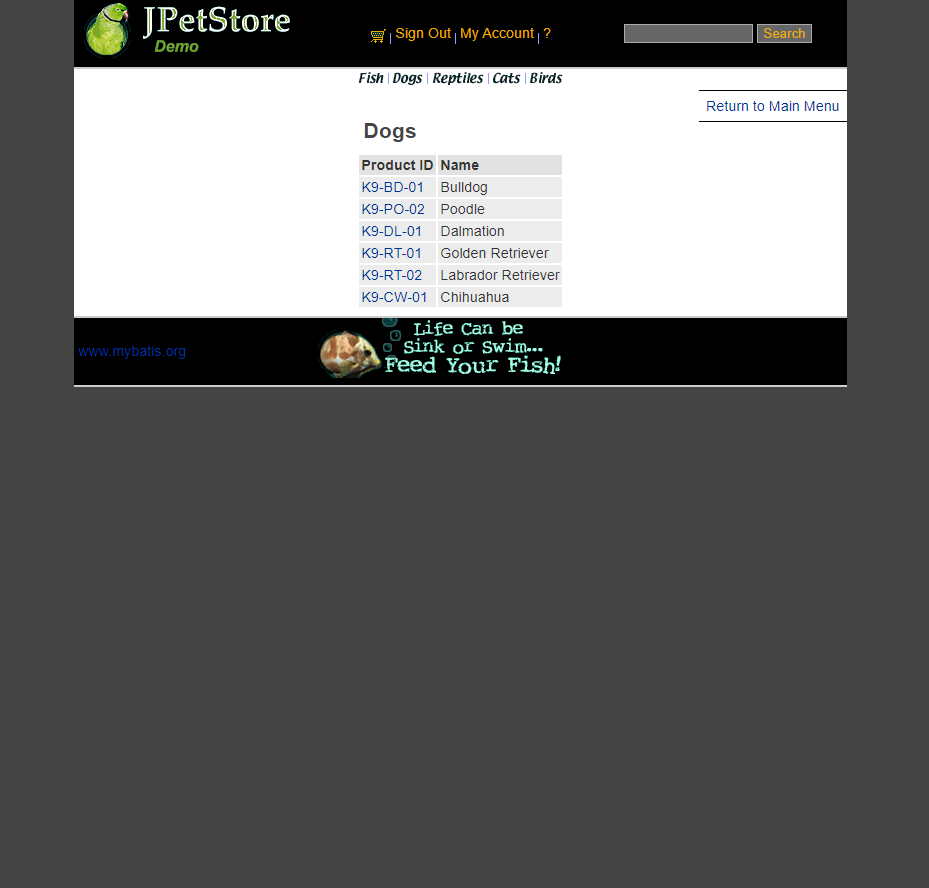 JPetStore
Demo
Sign Out | My Account | ?
Search
Fish | Dogs | Reptiles | Cats | Birds
Return to Main Menu
Dogs
Product ID Name
K9-BD-01 Bulldog
K9-PO-02 Poodle
K9-DL-01 Dalmation
K9-RT-01 Golden Retriever
K9-RT-02 Labrador Retriever
K9-CW-01 Chihuahua
www.mybatis.org
Life Can be
Sink or Swim...
Feed Your Fish!